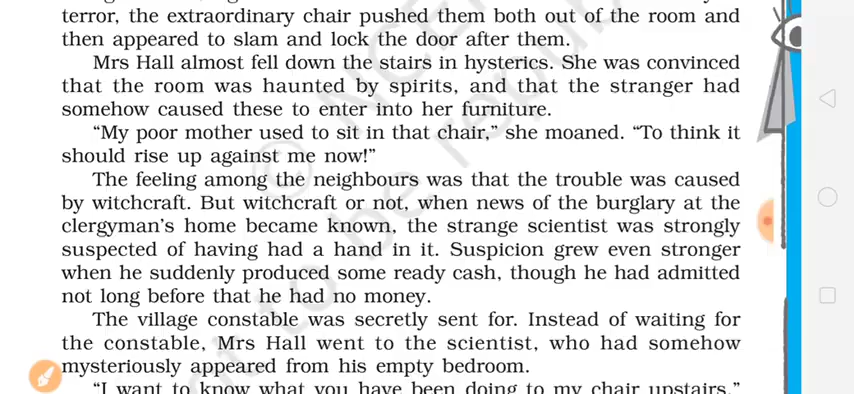 terror, the extraordinary chair pushed them both out of the room and
then appeared to slam and lock the door after them.
Mrs Hall almost fell down the stairs in hysterics. She was convinced
that the room was haunted by spirits, and that the stranger had
somehow caused these to enter into her furniture.
“My poor mother used to sit in that chair,” she moaned. “To think it
should rise up against me now!”
The feeling among the neighbours was that the trouble was caused
by witchcraft. But witchcraft or not, when news of the burglary at the
clergyman’s home became known, the strange scientist was strongly
suspected of having had a hand in it. Suspicion grew even stronger
when he suddenly produced some ready cash, though he had admitted
not long before that he had no money.
The village constable was secretly sent for. Instead of waiting for
the constable, Mrs Hall went to the scientist, who had somehow
mysteriously appeared from his empty bedroom.
“I want to know what you have been doing to my chair upstairs,”